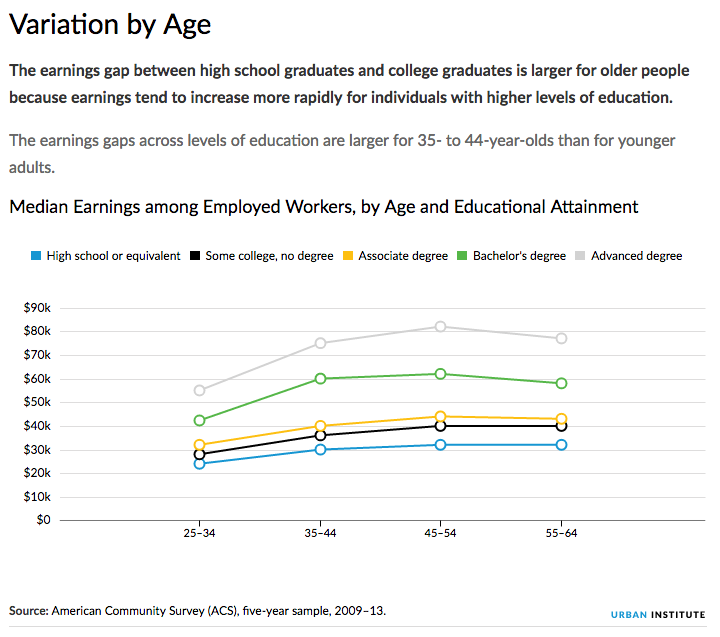 Variation by Age
The earnings gap between high school graduates and college graduates is larger for older people
because earnings tend to increase more rapidly for individuals with higher levels of education.
The earnings gaps across levels of education are larger for 35- to 44-year-olds than for younger
adults.
Median Earnings among Employed Workers, by Age and Educational Attainment
High school or equivalent Some college, no degree Associate degree Bachelor's degree Advanced degree
$90k
$80k
$70k
$60k
$50k
$40k
$30k
$20k
$10k
$0
25–34 35–44 45–54 55–64
Source: American Community Survey (ACS), five-year sample, 2009–13.
URBAN INSTITUTE